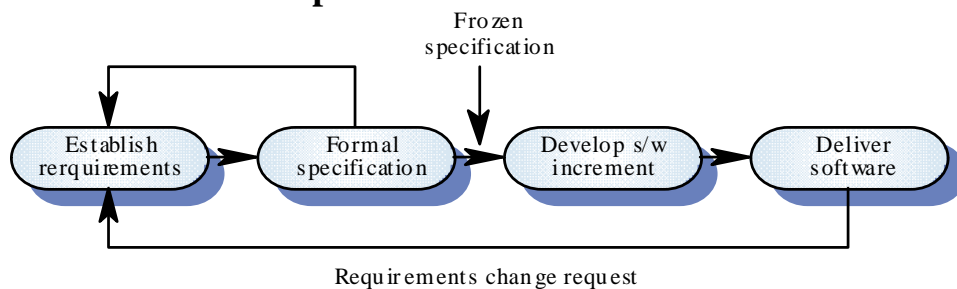 Frozen
specification
Establish
rerquirements
Formal
specification
Develop s/w
increment
Deliver
software
Requirements change request